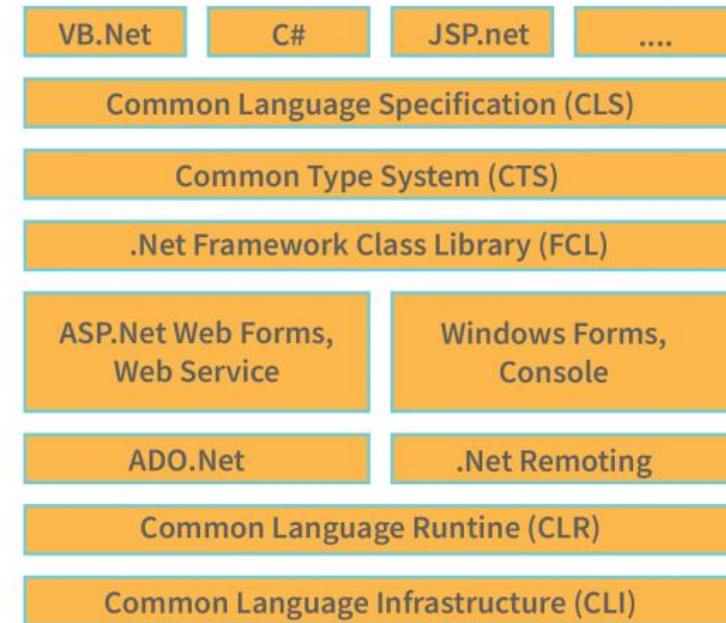 VB.Net
C#
JSP.net
....
Common Language Specification (CLS)
Common Type System (CTS)
.Net Framework Class Library (FCL)
ASP.Net Web Forms,
Web Service
Windows Forms,
Console
ADO.Net
.Net Remoting
Common Language Runtime (CLR)
Common Language Infrastructure (CLI)